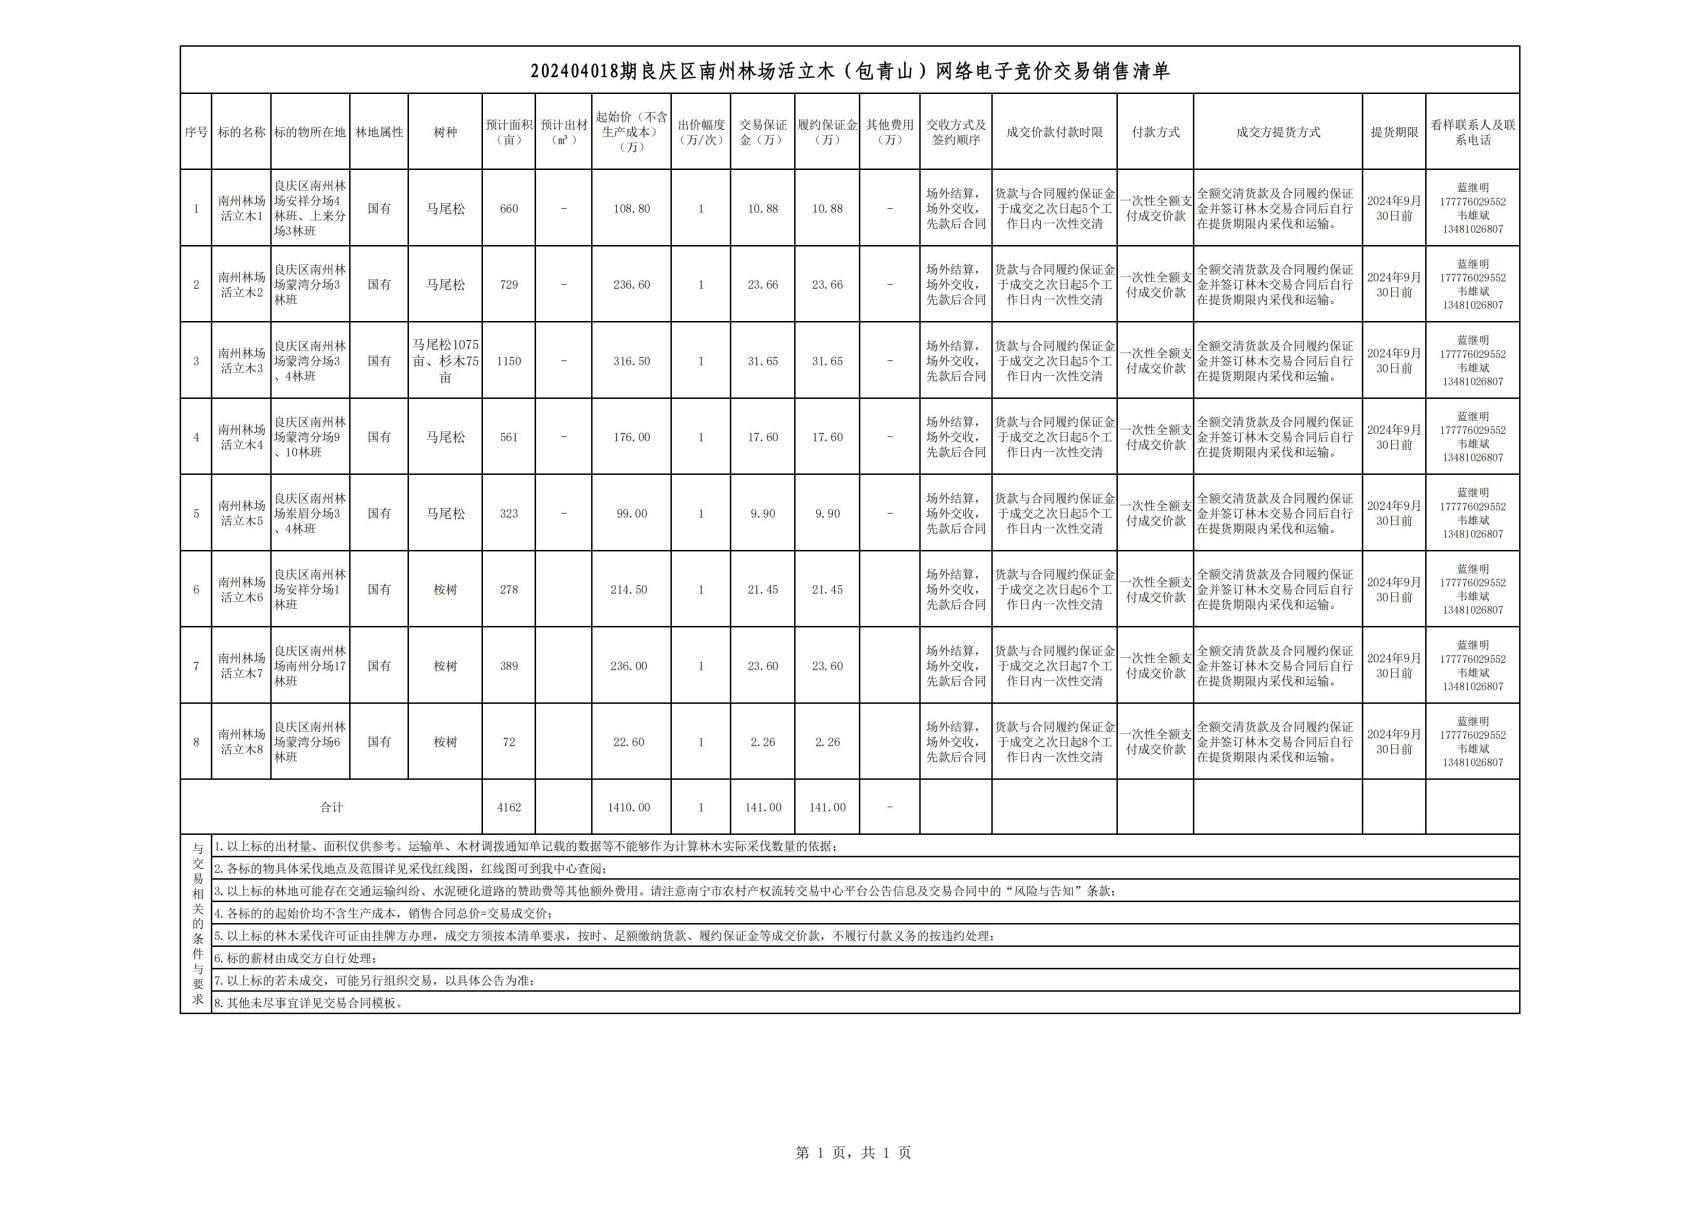 202404018期良庆区南州林场活立木（包青山）网络电子竞价交易销售清单
序号 标的名称 标的物所在地 林地属性 树种 预计面积（亩） 预计出材（m³） 起始价（不含生产成本）（万） 出价幅度（万/次） 交易保证金（万） 履约保证金（万） 其他费用（万） 交收方式及签约顺序 成交价款付款时限 付款方式 成交方提货方式 提货期限 看样联系人及联系电话
1 南州林场活立木1 良庆区南州林场安祥分场4林班、上来分场3林班 国有 马尾松 660 - 108.80 1 10.88 10.88 - 场外结算，场外交收，先款后合同 货款与合同履约保证金于成交之次日起5个工作日内一次性交清 一次性全额支付成交价款 全额交清货款及合同履约保证金并签订林木交易合同后自行在提货期限内采伐和运输。 2024年9月30日前 蓝继明 177776029552 韦雄斌 13481026807
2 南州林场活立木2 良庆区南州林场蒙湾分场3林班 国有 马尾松 729 - 236.60 1 23.66 23.66 - 场外结算，场外交收，先款后合同 货款与合同履约保证金于成交之次日起5个工作日内一次性交清 一次性全额支付成交价款 全额交清货款及合同履约保证金并签订林木交易合同后自行在提货期限内采伐和运输。 2024年9月30日前 蓝继明 177776029552 韦雄斌 13481026807
3 南州林场活立木3 良庆区南州林场蒙湾分场3、4林班 国有 马尾松1075亩、杉木75亩 1150 - 316.50 1 31.65 31.65 - 场外结算，场外交收，先款后合同 货款与合同履约保证金于成交之次日起5个工作日内一次性交清 一次性全额支付成交价款 全额交清货款及合同履约保证金并签订林木交易合同后自行在提货期限内采伐和运输。 2024年9月30日前 蓝继明 177776029552 韦雄斌 13481026807
4 南州林场活立木4 良庆区南州林场蒙湾分场9、10林班 国有 马尾松 561 - 176.00 1 17.60 17.60 - 场外结算，场外交收，先款后合同 货款与合同履约保证金于成交之次日起5个工作日内一次性交清 一次性全额支付成交价款 全额交清货款及合同履约保证金并签订林木交易合同后自行在提货期限内采伐和运输。 2024年9月30日前 蓝继明 177776029552 韦雄斌 13481026807
5 南州林场活立木5 良庆区南州林场岽眉分场3、4林班 国有 马尾松 323 - 99.00 1 9.90 9.90 - 场外结算，场外交收，先款后合同 货款与合同履约保证金于成交之次日起5个工作日内一次性交清 一次性全额支付成交价款 全额交清货款及合同履约保证金并签订林木交易合同后自行在提货期限内采伐和运输。 2024年9月30日前 蓝继明 177776029552 韦雄斌 13481026807
6 南州林场活立木6 良庆区南州林场安祥分场1林班 国有 桉树 278 214.50 1 21.45 21.45 场外结算，场外交收，先款后合同 货款与合同履约保证金于成交之次日起6个工作日内一次性交清 一次性全额支付成交价款 全额交清货款及合同履约保证金并签订林木交易合同后自行在提货期限内采伐和运输。 2024年9月30日前 蓝继明 177776029552 韦雄斌 13481026807
7 南州林场活立木7 良庆区南州林场南州分场17林班 国有 桉树 389 236.00 1 23.60 23.60 场外结算，场外交收，先款后合同 货款与合同履约保证金于成交之次日起7个工作日内一次性交清 一次性全额支付成交价款 全额交清货款及合同履约保证金并签订林木交易合同后自行在提货期限内采伐和运输。 2024年9月30日前 蓝继明 177776029552 韦雄斌 13481026807
8 南州林场活立木8 良庆区南州林场蒙湾分场6林班 国有 桉树 72 22.60 1 2.26 2.26 场外结算，场外交收，先款后合同 货款与合同履约保证金于成交之次日起8个工作日内一次性交清 一次性全额支付成交价款 全额交清货款及合同履约保证金并签订林木交易合同后自行在提货期限内采伐和运输。 2024年9月30日前 蓝继明 177776029552 韦雄斌 13481026807
合计 4162 1410.00 1 141.00 141.00 -
与交易相关的条件与要求
1.以上标的出材量、面积仅供参考。运输单、木材调拨通知单记载的数据等不能够作为计算林木实际采伐数量的依据；
2.各标的物具体采伐地点及范围详见采伐红线图，红线图可到我中心查阅；
3.以上标的林地可能存在交通运输纠纷、水泥硬化道路的赞助费等其他额外费用。请注意南宁市农村产权流转交易中心平台公告信息及交易合同中的“风险与告知”条款；
4.各标的的起始价均不含生产成本，销售合同总价=交易成交价；
5.以上标的林木采伐许可证由挂牌方办理，成交方须按本清单要求，按时、足额缴纳货款、履约保证金等成交价款，不履行付款义务的按违约处理；
6.标的薪材由成交方自行处理；
7.以上标的若未成交，可能另行组织交易，以具体公告为准；
8.其他未尽事宜详见交易合同模板。
第 1 页，共 1 页